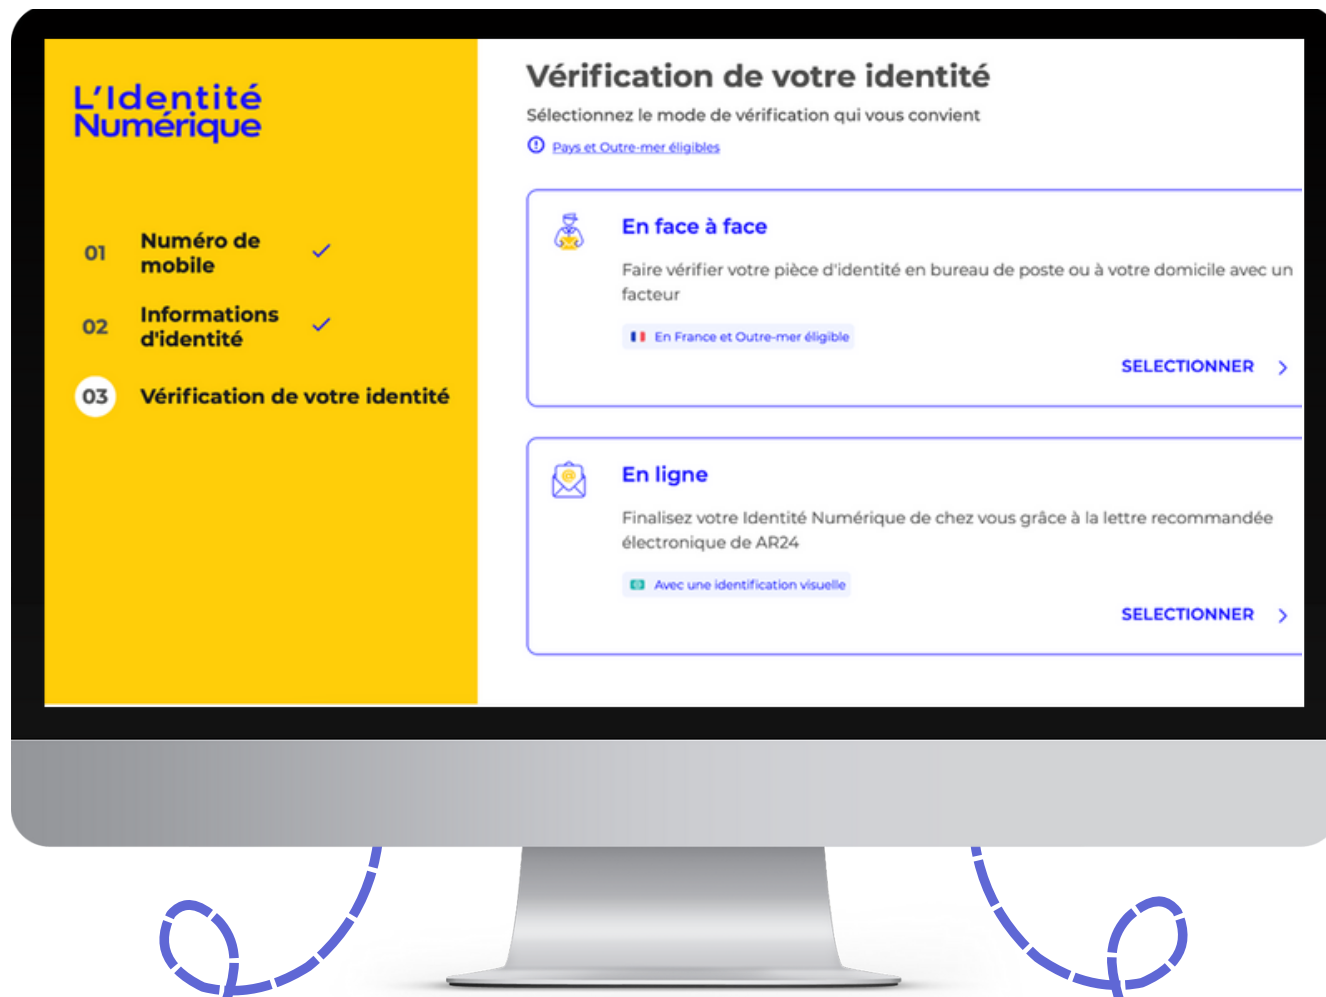 L'Identité
Numérique
01
Numéro de
mobile
02
Informations
d'identité
03
Vérification de votre identité
Vérification de votre identité
Sélectionnez le mode de vérification qui vous convient
Pays et Outre-mer éligibles
En face à face
Faire vérifier votre pièce d'identité en bureau de poste ou à votre domicile avec un
facteur
En France et Outre-mer éligible
SELECTIONNER
En ligne
Finalisez votre Identité Numérique de chez vous grâce à la lettre recommandée
électronique de AR24
Avec une identification visuelle
SELECTIONNER